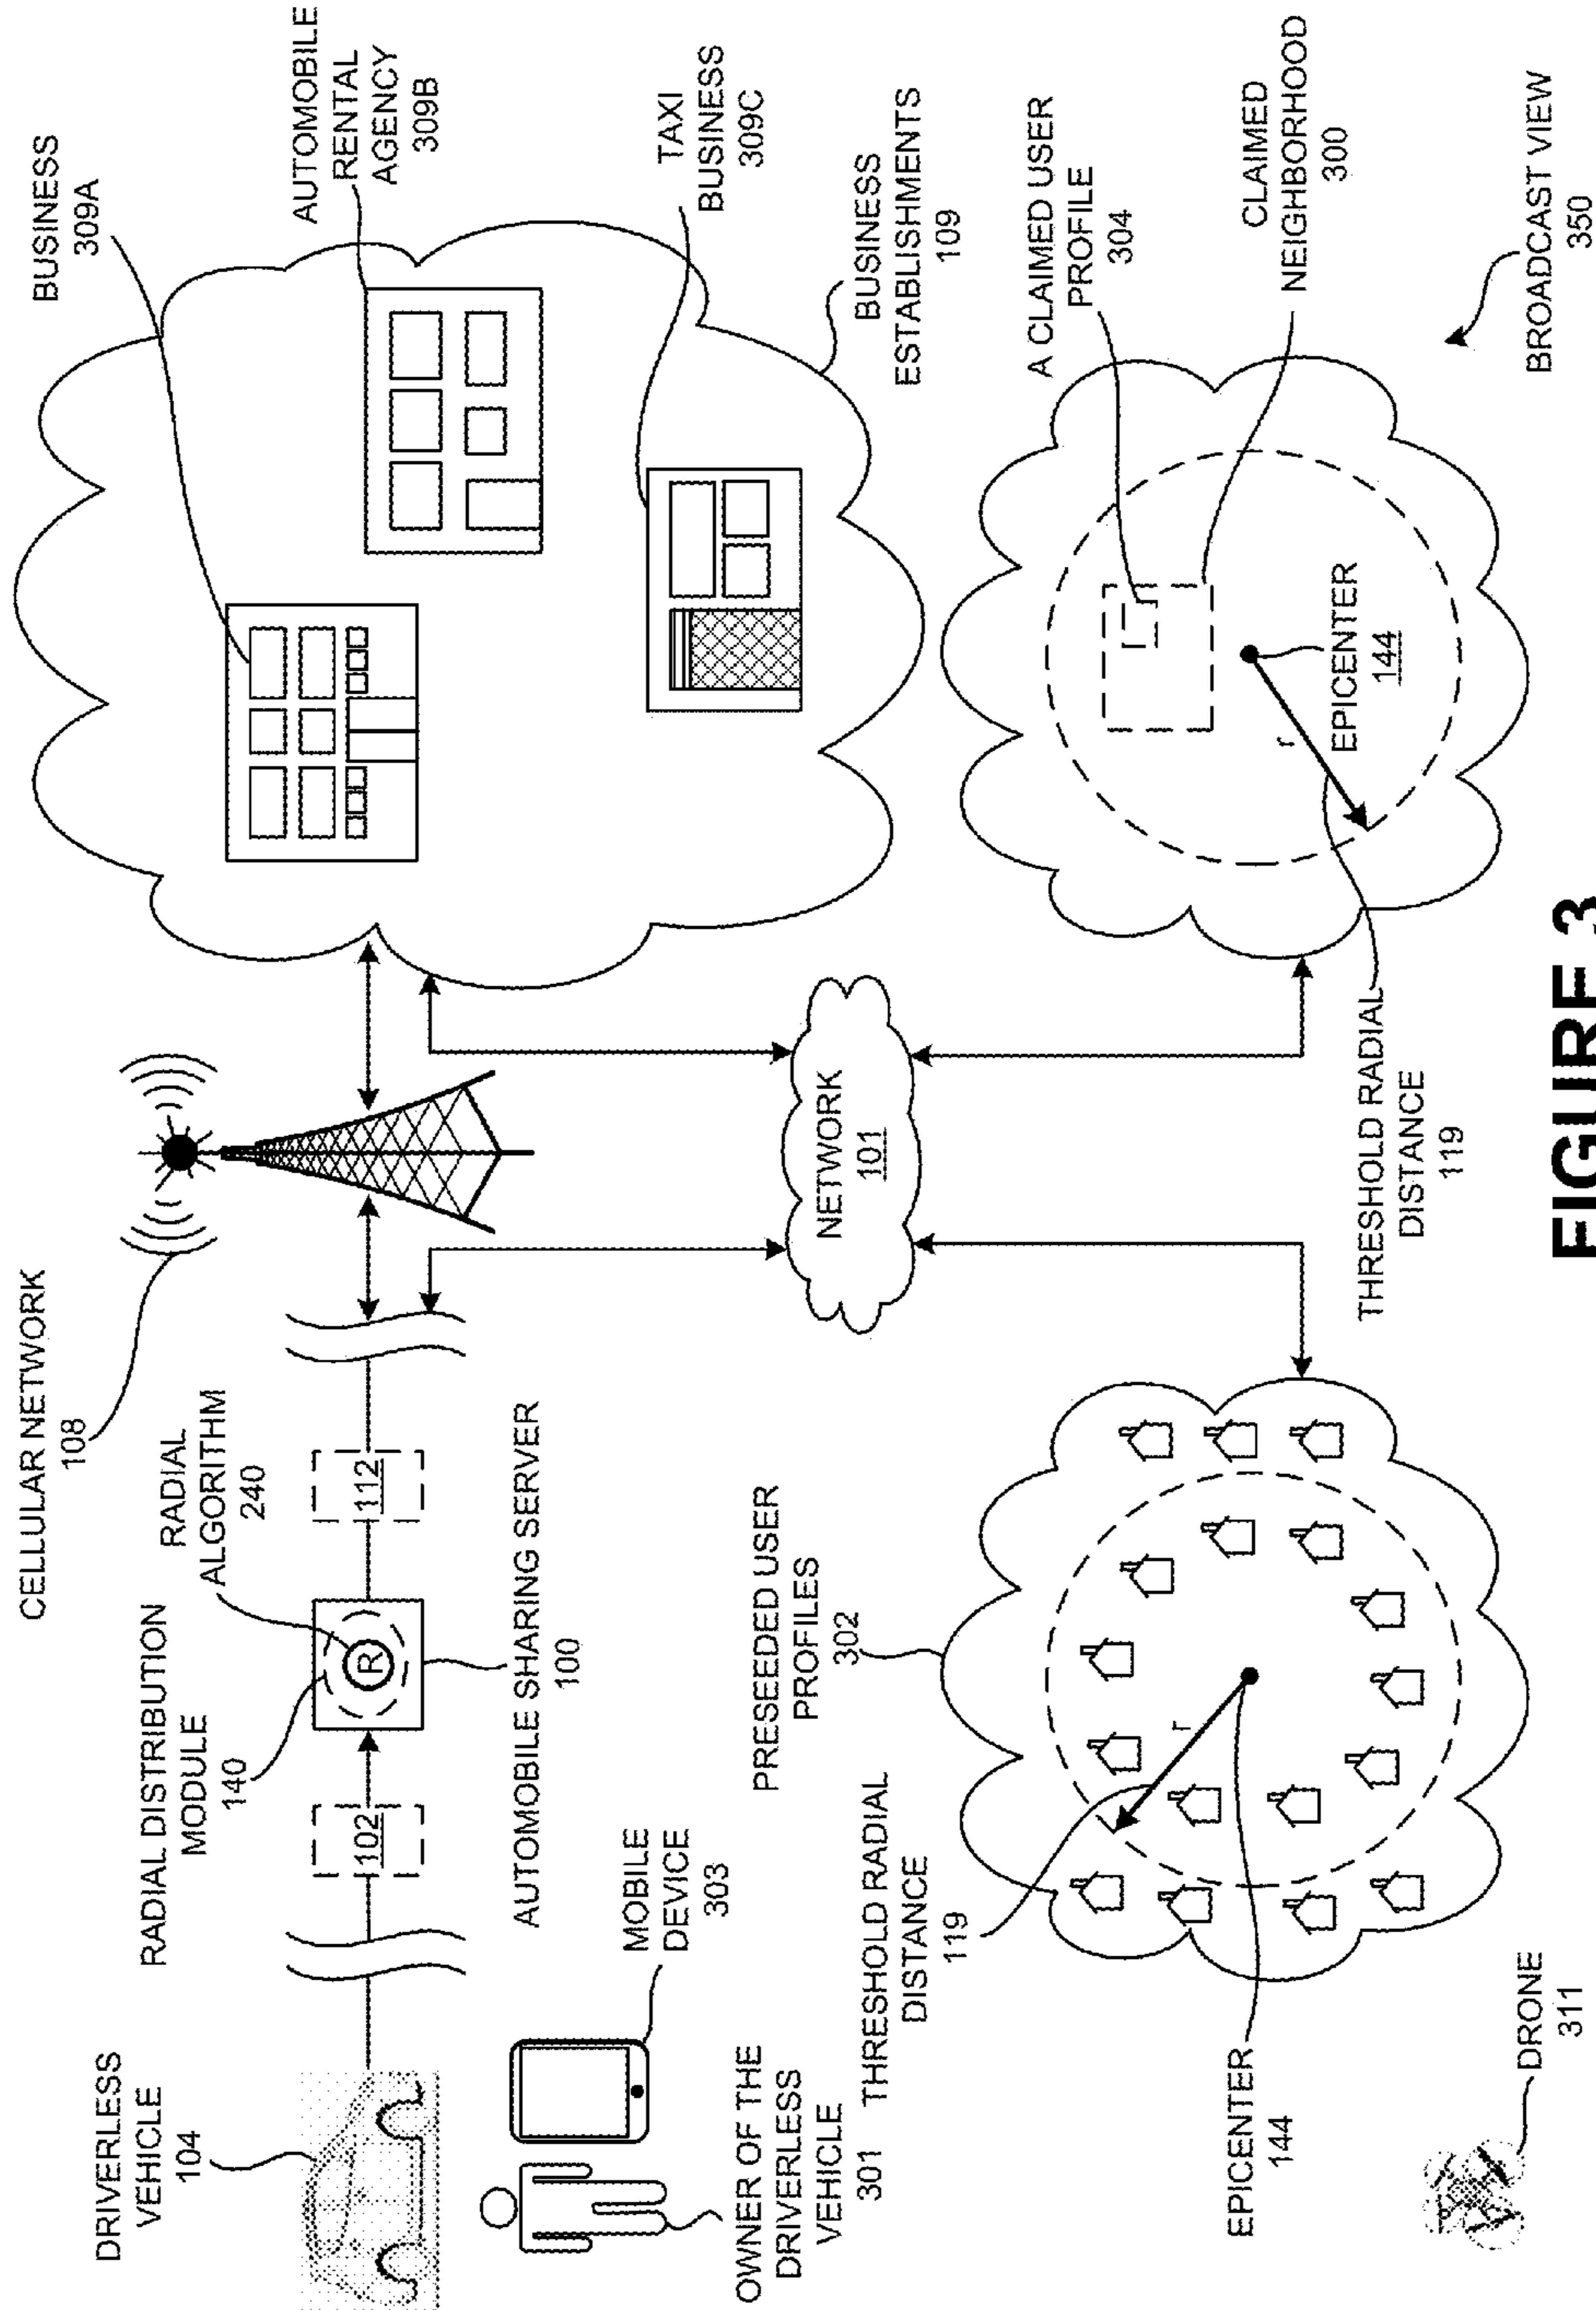 CELLULAR NETWORK
108
BUSINESS
309A
AUTOMOBILE
RENTAL
AGENCY
309B
DRIVERLESS
VEHICLE
104
RADIAL DISTRIBUTION
MODULE
140
RADIAL
ALGORITHM
240
102
R
112
TAXI
BUSINESS
309C
AUTOMOBILE SHARING SERVER
100
MOBILE
DEVICE
303
OWNER OF THE
DRIVERLESS
VEHICLE
301
BUSINESS
ESTABLISHMENTS
109
NETWORK
101
PRESEEDED USER
PROFILES
302
THRESHOLD RADIAL
DISTANCE
119
r
EPICENTER
144
A CLAIMED USER
PROFILE
304
CLAIMED
NEIGHBORHOOD
300
r
EPICENTER
144
THRESHOLD RADIAL
DISTANCE
119
DRONE
311
BROADCAST VIEW
350
FIGURE 3